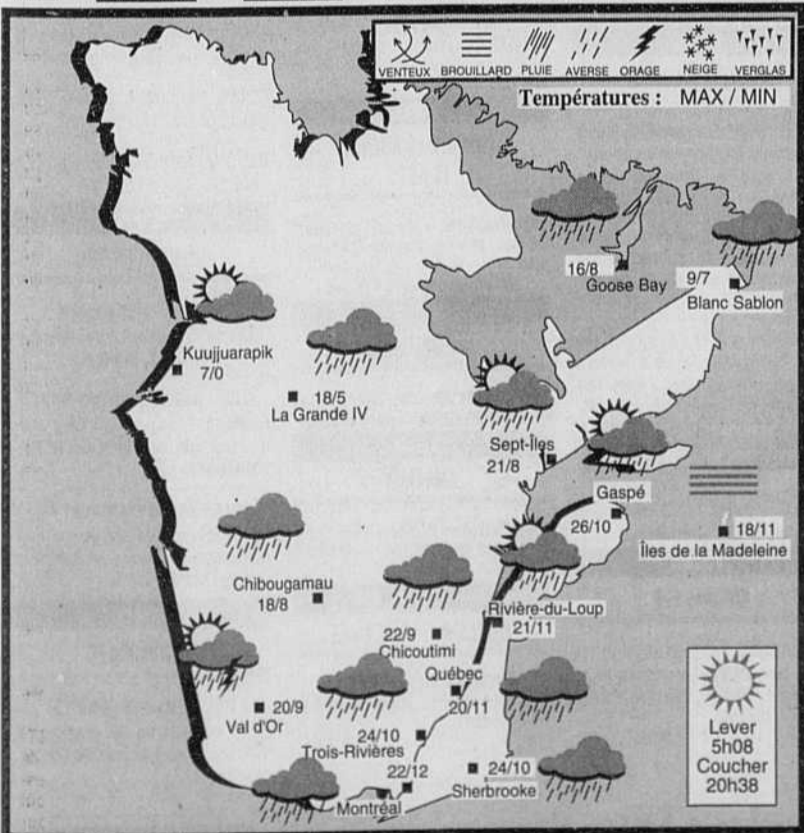 VENTEUX BROUILLARD PLUIE AVERSE ORAGE NEIGE VERGLAS
Températures : MAX / MIN
16/8
Goose Bay
9/7
Blanc Sablon
Kuujjuarapik
7/0
18/5
La Grande IV
Sept-Îles
21/8
Gaspé
26/10
18/11
Îles de la Madeleine
Chibougamau
18/8
Rivière-du-Loup
21/11
22/9
Chicoutimi
Québec
20/11
20/9
Val d'Or
24/10
Trois-Rivières
22/12
Montréal
24/10
Sherbrooke
Lever
5h08
Coucher
20h38